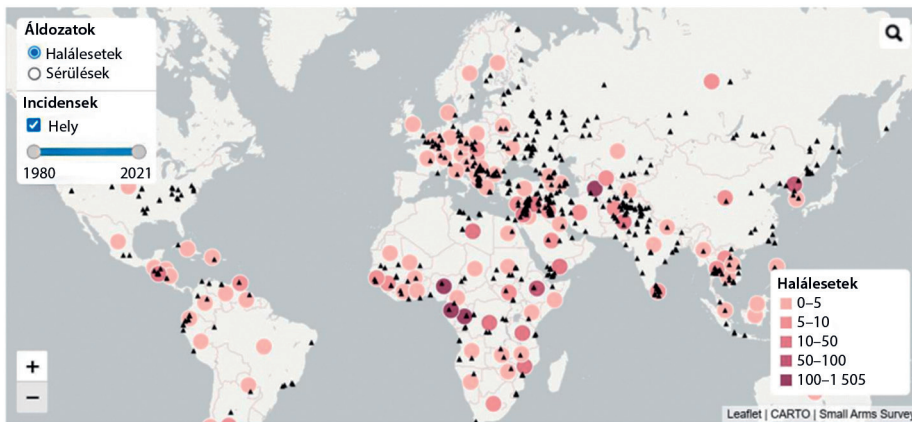 Áldozatok
Halálesetek
Sérülések
Incidensek
Hely
1980 2021
+
−
Halálesetek
0–5
5–10
10–50
50–100
100–1 505
Leaflet | CARTO | Small Arms Survey